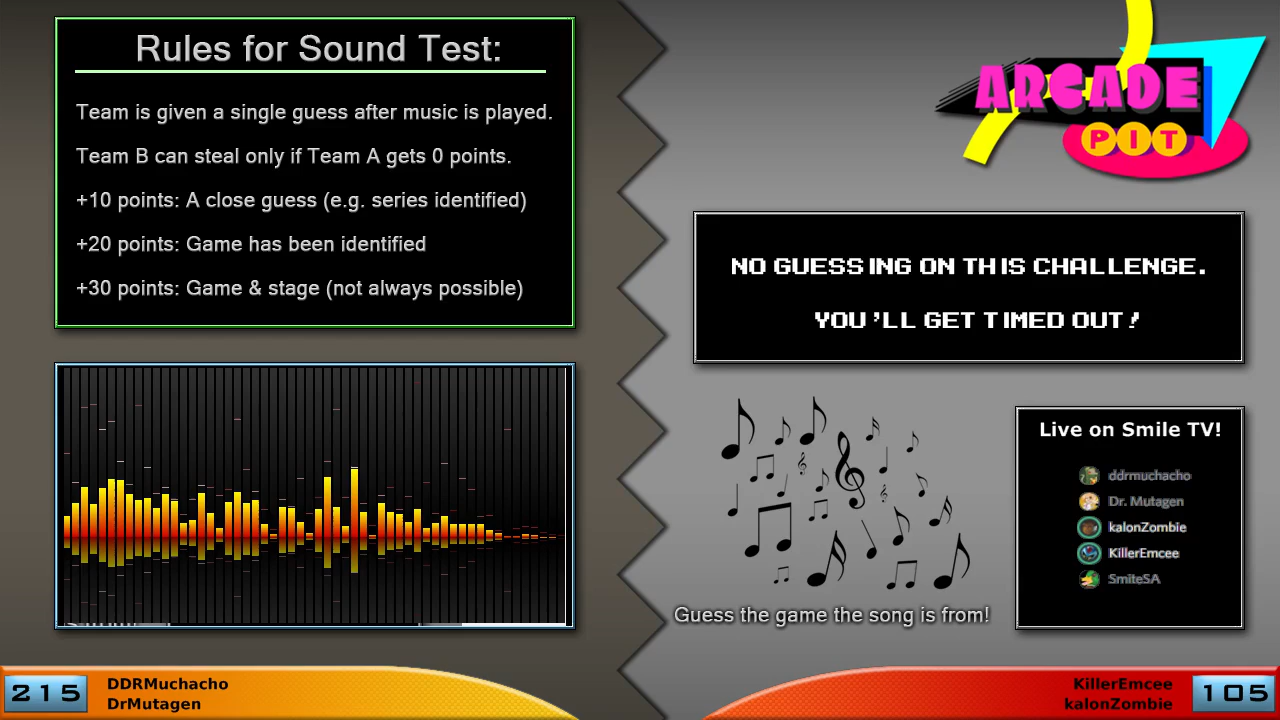 Rules for Sound Test:
Team is given a single guess after music is played.
Team B can steal only if Team A gets 0 points.
+10 points: A close guess (e.g. series identified)
+20 points: Game has been identified
+30 points: Game & stage (not always possible)
ARCADE
PIT
NO GUESSING ON THIS CHALLENGE.
YOU'LL GET TIMED OUT!
Live on Smile TV!
ddrmuchacho
Dr. Mutagen
kalonZombie
KillerEmcee
SmiteSA
Guess the game the song is from!
215
DDRMuchacho
DrMutagen
KillerEmcee
kalonZombie
105